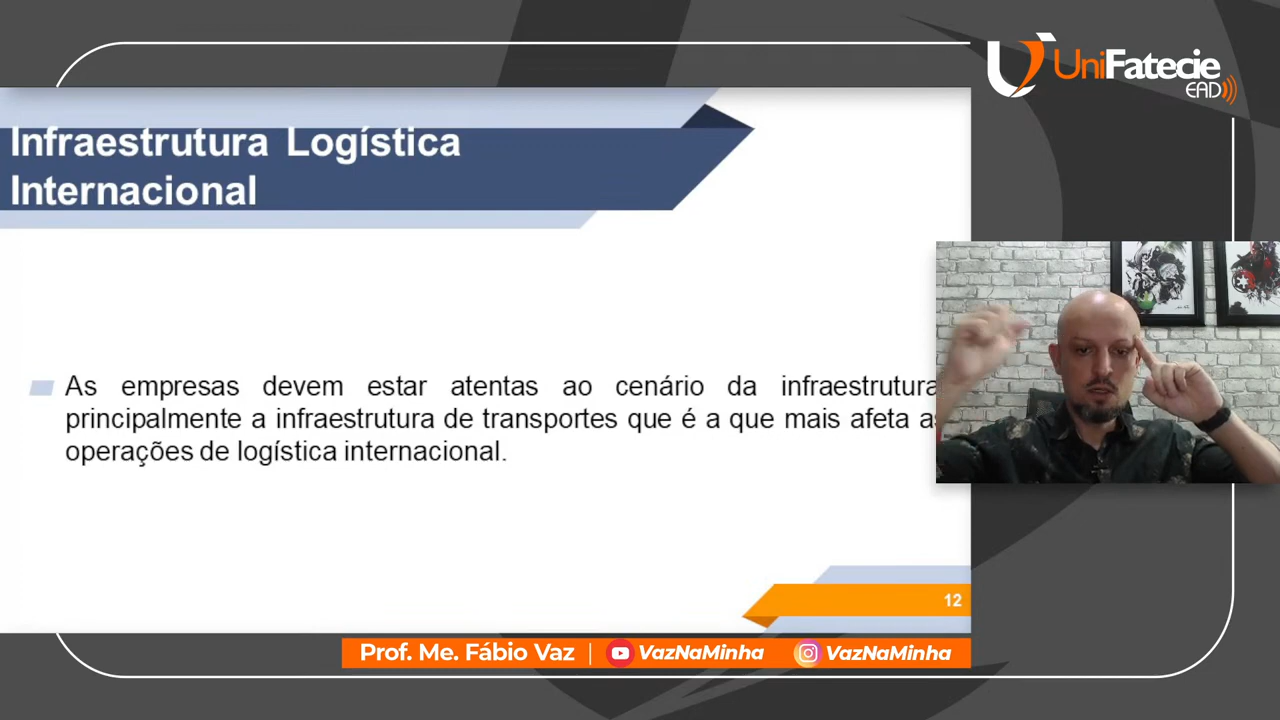 UniFatecie
EAD
Infraestrutura Logística
Internacional
As empresas devem estar atentas ao cenário da infraestrutura
principalmente a infraestrutura de transportes que é a que mais afeta as
operações de logística internacional.
12
Prof. Me. Fábio Vaz | VazNaMinha VazNaMinha